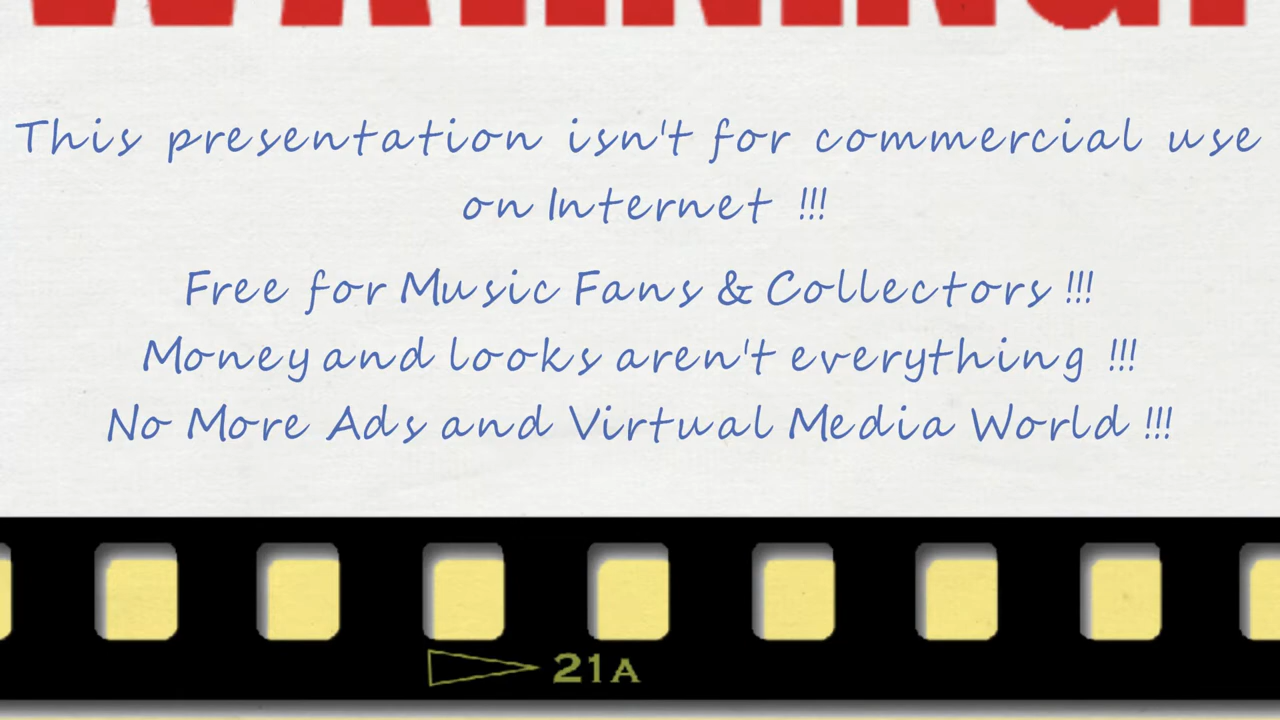 WARNING!
This presentation isn't for commercial use
on Internet !!!
Free for Music Fans & Collectors !!!
Money and looks aren't everything !!!
No More Ads and Virtual Media World !!!
21A